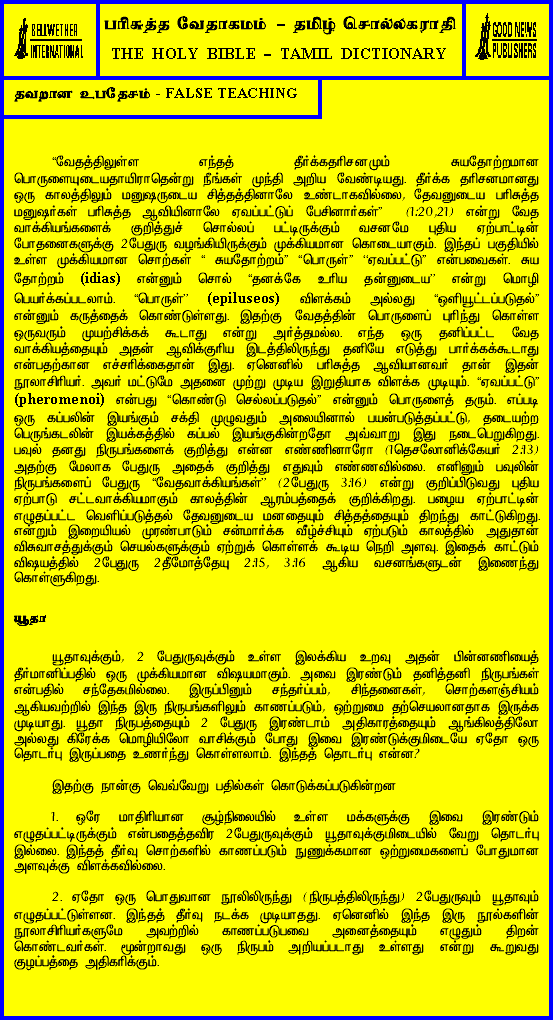 BELLWETHER
INTERNATIONAL
பரிசுத்த வேதாகமம் – தமிழ் சொல்லகராதி
THE HOLY BIBLE – TAMIL DICTIONARY
GOOD NEWS
PUBLISHERS
தவறான உபதேசம் - FALSE TEACHING
“வேதத்திலுள்ள எந்தத் தீர்க்கதரிசனமும் சுயதோற்றமான
பொருளையுடையதாயிராதென்று நீங்கள் முந்தி அறிய வேண்டியது. தீர்க்க தரிசனமானது
ஒரு காலத்திலும் மனுஷருடைய சித்தத்தினாலே உண்டாகவில்லை, தேவனுடைய பரிசுத்த
மனுஷர்கள் பரிசுத்த ஆவியினாலே ஏவப்பட்டுப் பேசினார்கள்” (1:20,21) என்று வேத
வாக்கியங்களைக் குறித்துச் சொல்லப் பட்டிருக்கும் வசனமே புதிய ஏற்பாட்டின்
போதனைகளுக்கு 2பேதுரு வழங்கியிருக்கும் முக்கியமான கொடையாகும். இந்தப் பகுதியில்
உள்ள முக்கியமான சொற்கள் “ சுயதோற்றம்” “பொருள்” “ஏவப்பட்டு” என்பவைகள். சுய
தோற்றம் (idias) என்னும் சொல் “தனக்கே உரிய தன்னுடைய” என்று மொழி
பெயர்க்கப்படலாம். “பொருள்” (epiluseos) விளக்கம் அல்லது “ஒளியூட்டப்படுதல்”
என்னும் கருத்தைக் கொண்டுள்ளது. இதற்கு வேதத்தின் பொருளைப் புரிந்து கொள்ள
ஒருவரும் முயற்சிக்கக் கூடாது என்று அர்த்தமல்ல. எந்த ஒரு தனிப்பட்ட வேத
வாக்கியத்தையும் அதன் ஆவிக்குரிய இடத்திலிருந்து தனியே எடுத்து பார்க்கக்கூடாது
என்பதற்கான எச்சரிக்கைதான் இது. ஏனெனில் பரிசுத்த ஆவியானவர் தான் இதன்
நூலாசிரியர். அவர் மட்டுமே அதனை முற்று முடிய இறுதியாக விளக்க முடியும். “ஏவப்பட்டு”
(pheromenoi) என்பது “கொண்டு செல்லப்படுதல்” என்னும் பொருளைத் தரும். எப்படி
ஒரு கப்பலின் இயங்கும் சக்தி முழுவதும் அலையினால் பயன்படுத்தப்பட்டு, தடையற்ற
பெருங்கடலின் இயக்கத்தில் கப்பல் இயங்குகின்றதோ அவ்வாறு இது நடைபெறுகிறது.
பவுல் தனது நிருபங்களைக் குறித்து என்ன எண்ணினாரோ (1தெசலோனிக்கேயர் 2:13)
அதற்கு மேலாக பேதுரு அதைக் குறித்து எதுவும் எண்ணவில்லை. எனினும் பவுலின்
நிருபங்களைப் பேதுரு “வேதவாக்கியங்கள்” (2பேதுரு 3:16) என்று குறிப்பிடுவது புதிய
ஏற்பாடு சட்டவாக்கியமாகும் காலத்தின் ஆரம்பத்தைக் குறிக்கிறது. பழைய ஏற்பாட்டின்
எழுதப்பட்ட வெளிப்படுத்தல் தேவனுடைய மனதையும் சித்தத்தையும் திறந்து காட்டுகிறது.
என்றும் இறையியல் முரண்பாடும் சன்மார்க்க வீழ்ச்சியும் ஏற்படும் காலத்தில் அதுதான்
விசுவாசத்துக்கும் செயல்களுக்கும் ஏற்றுக் கொள்ளக் கூடிய நெறி அளவு. இதைக் காட்டும்
விஷயத்தில் 2பேதுரு 2தீமோத்தேயு 2:15, 3:16 ஆகிய வசனங்களுடன் இணைந்து
கொள்ளுகிறது.
யூதா
யூதாவுக்கும், 2 பேதுருவுக்கும் உள்ள இலக்கிய உறவு அதன் பின்னணியைத்
தீர்மானிப்பதில் ஒரு முக்கியமான விஷயமாகும். அவை இரண்டும் தனித்தனி நிருபங்கள்
என்பதில் சந்தேகமில்லை. இருப்பினும் சந்தர்ப்பம், சிந்தனைகள், சொற்களஞ்சியம்
ஆகியவற்றில் இந்த இரு நிருபங்களிலும் காணப்படும், ஒற்றுமை தற்செயலானதாக இருக்க
முடியாது. யூதா நிருபத்தையும் 2 பேதுரு இரண்டாம் அதிகாரத்தையும் ஆங்கிலத்திலோ
அல்லது கிரேக்க மொழியிலோ வாசிக்கும் போது இவை இரண்டுக்குமிடையே ஏதோ ஒரு
தொடர்பு இருப்பதை உணர்ந்து கொள்ளலாம். இந்தத் தொடர்பு என்ன?
இதற்கு நான்கு வெவ்வேறு பதில்கள் கொடுக்கப்படுகின்றன
1. ஒரே மாதிரியான சூழ்நிலையில் உள்ள மக்களுக்கு இவை இரண்டும்
எழுதப்பட்டிருக்கும் என்பதைத்தவிர 2பேதுருவுக்கும் யூதாவுக்குமிடையில் வேறு தொடர்பு
இல்லை. இந்தத் தீர்வு சொற்களில் காணப்படும் நுணுக்கமான ஒற்றுமைகளைப் போதுமான
அளவுக்கு விளக்கவில்லை.
2. ஏதோ ஒரு பொதுவான நூலிலிருந்து (நிருபத்திலிருந்து) 2பேதுருவும் யூதாவும்
எழுதப்பட்டுள்ளன. இந்தத் தீர்வு நடக்க முடியாதது. ஏனெனில் இந்த இரு நூல்களின்
நூலாசிரியர்களுமே அவற்றில் காணப்படுபவை அனைத்தையும் எழுதும் திறன்
கொண்டவர்கள். மூன்றாவது ஒரு நிருபம் அறியப்படாது உள்ளது என்று கூறுவது
குழப்பத்தை அதிகரிக்கும்.